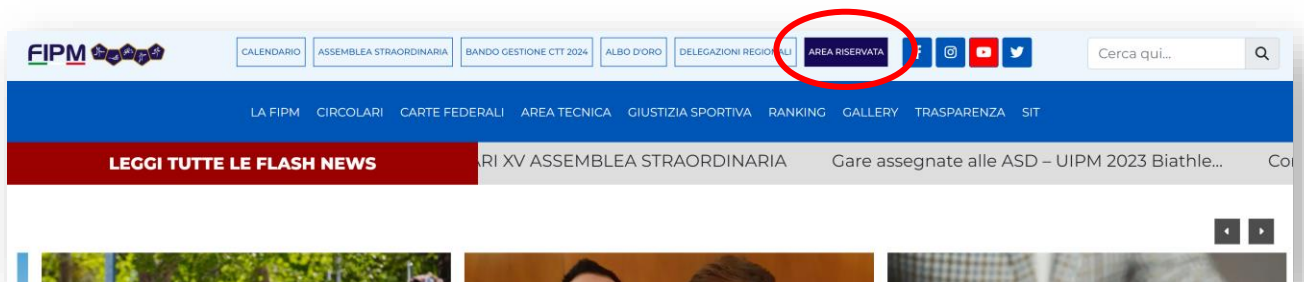 FIPM
CALENDARIO
ASSEMBLEA STRAORDINARIA
BANDO GESTIONE CTT 2024
ALBO D'ORO
DELEGAZIONI REGIONALI
AREA RISERVATA
Cerca qui...
LA FIPM CIRCOLARI CARTE FEDERALI AREA TECNICA GIUSTIZIA SPORTIVA RANKING GALLERY TRASPARENZA SIT
LEGGI TUTTE LE FLASH NEWS
XV ASSEMBLEA STRAORDINARIA Gare assegnate alle ASD – UIPM 2023 Biathle...